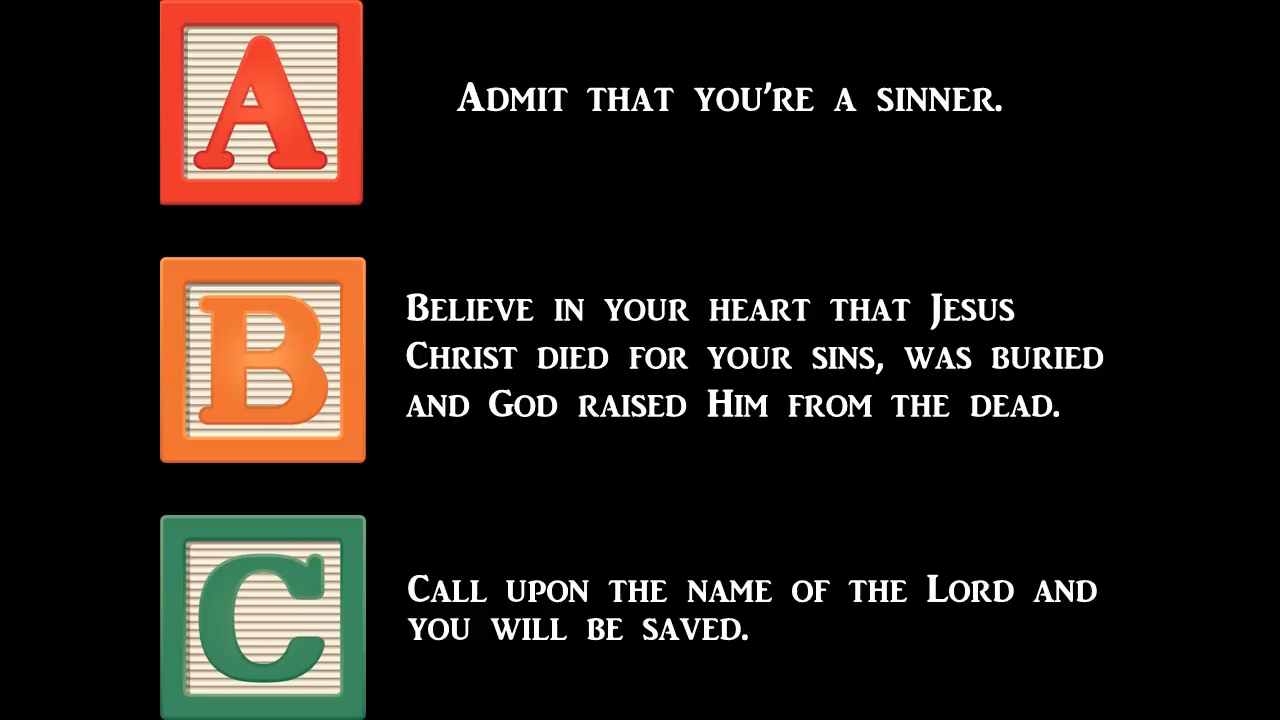 A
Admit that you're a sinner.
B
Believe in your heart that Jesus
Christ died for your sins, was buried
and God raised Him from the dead.
C
Call upon the name of the Lord and
you will be saved.